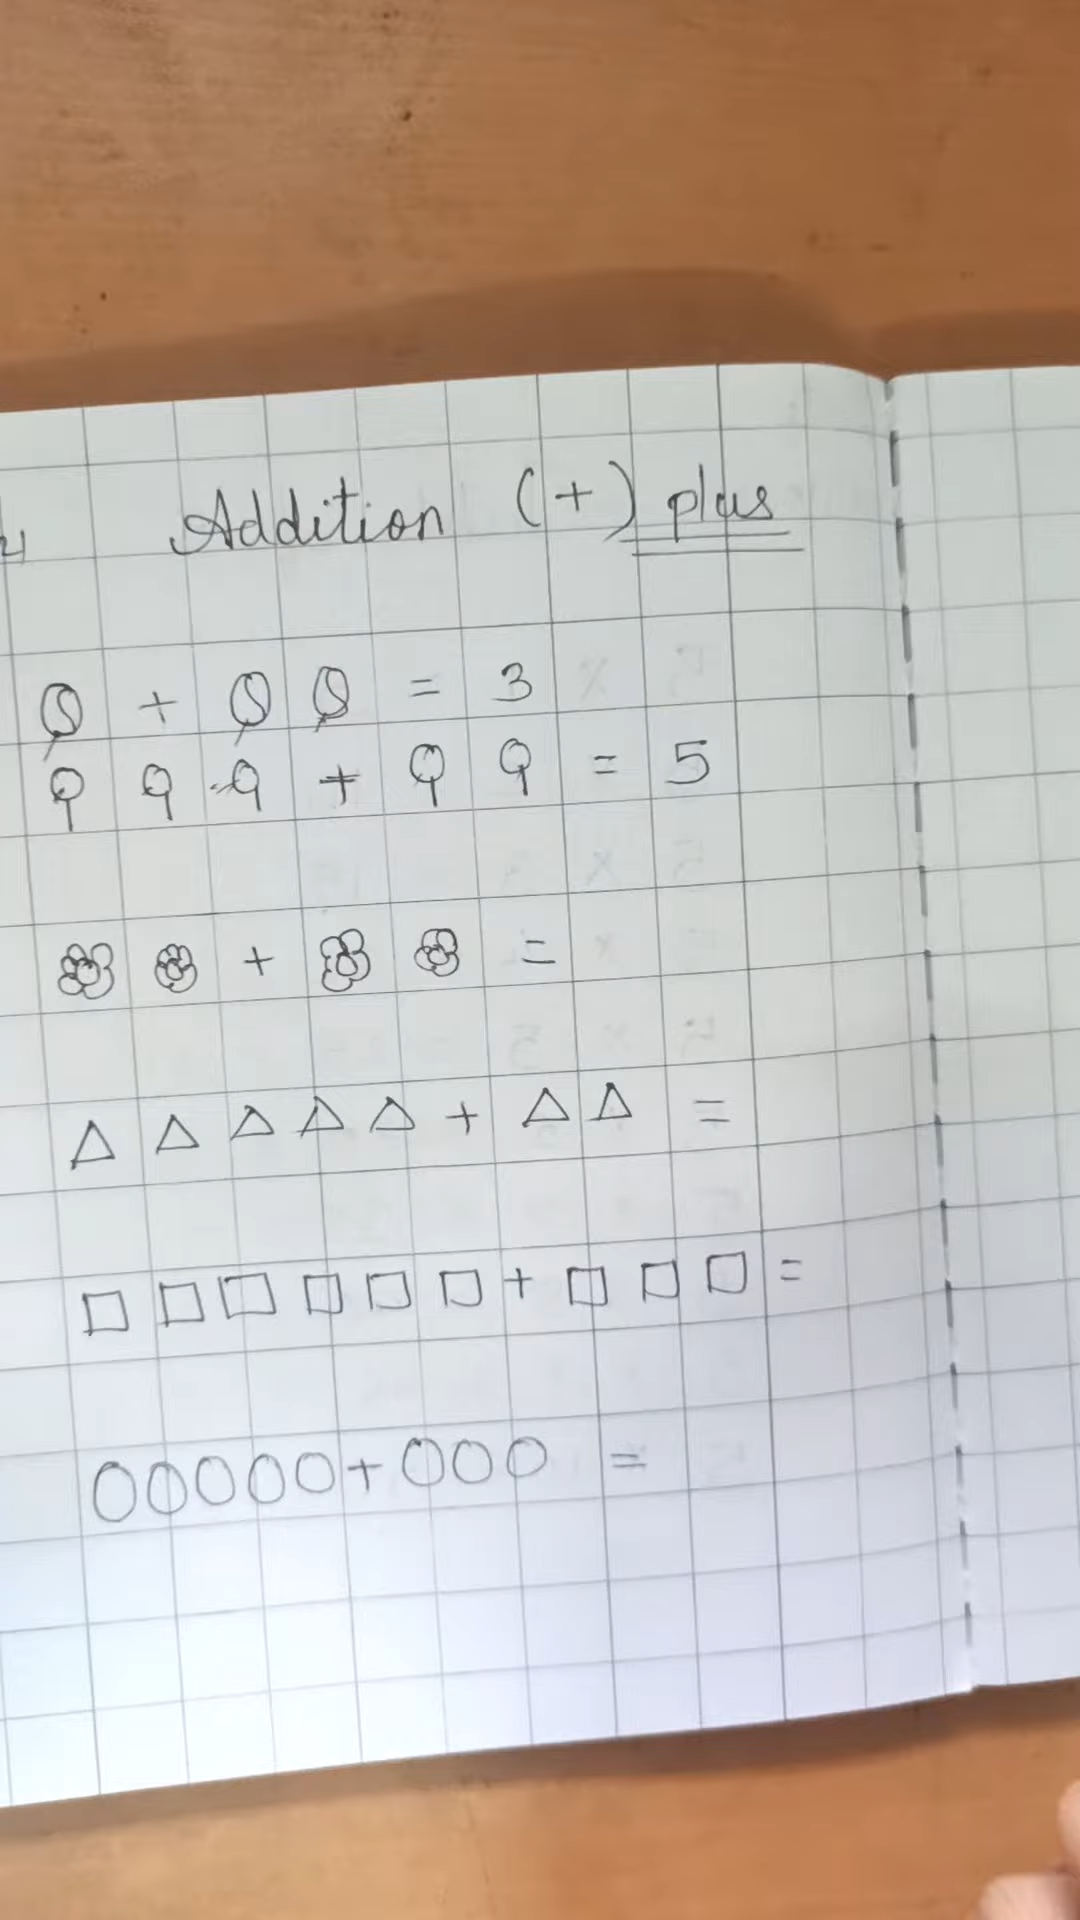 Addition (+) plus
+ = 3
+ = 5
+ =
+ =
+ =
+ =